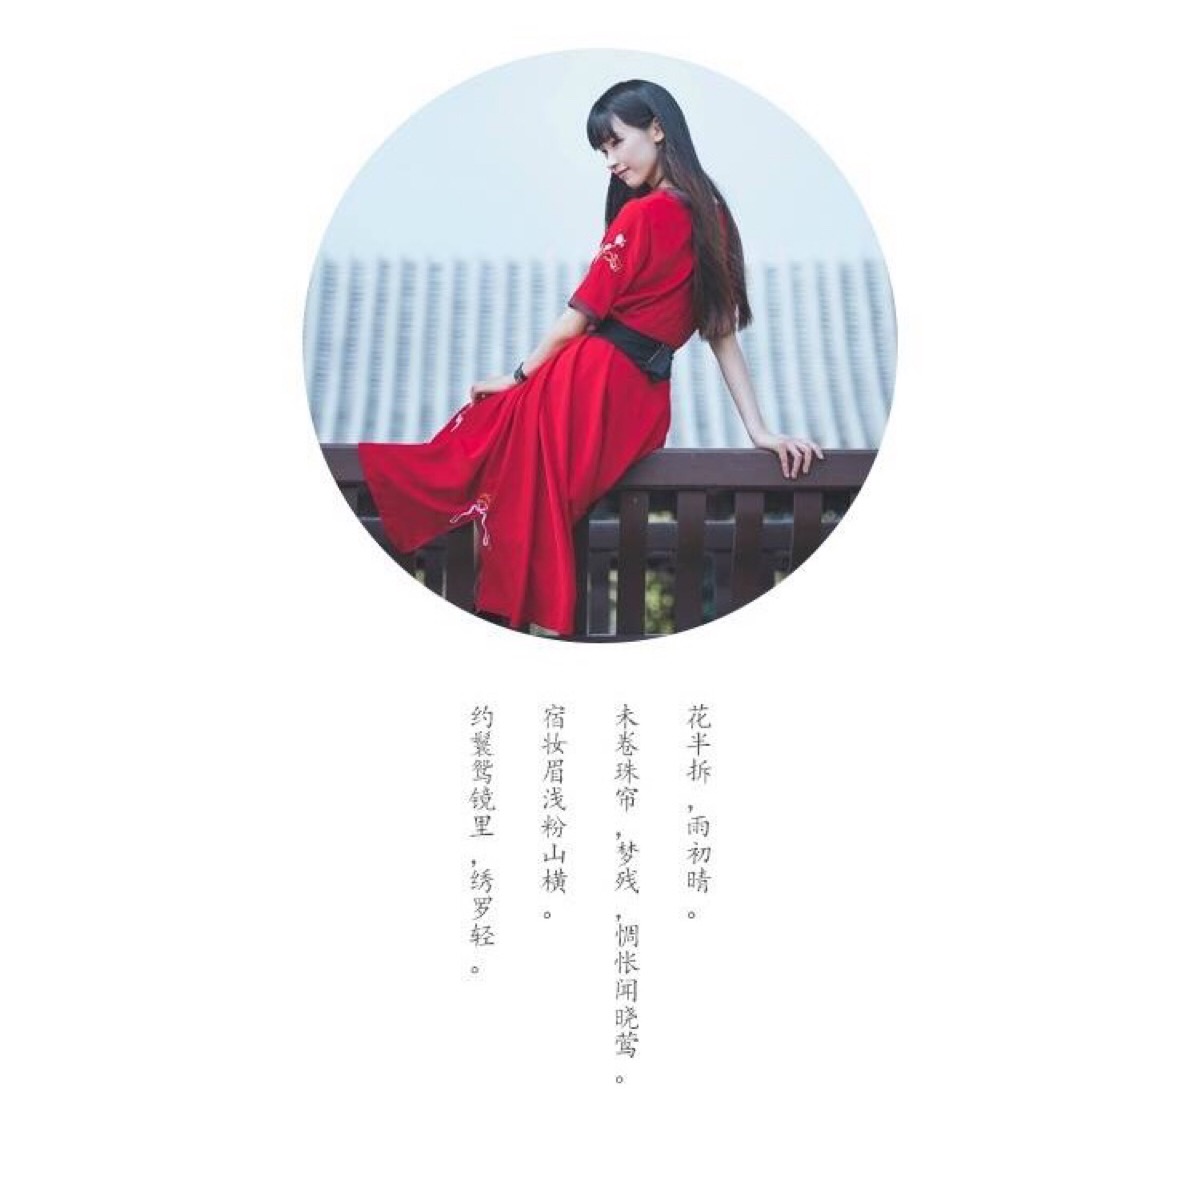 花半拆，雨初晴。
未卷珠帘，梦残，惆怅闻晓莺。
宿妆眉浅粉山横。
约鬟鸳镜里，绣罗轻。